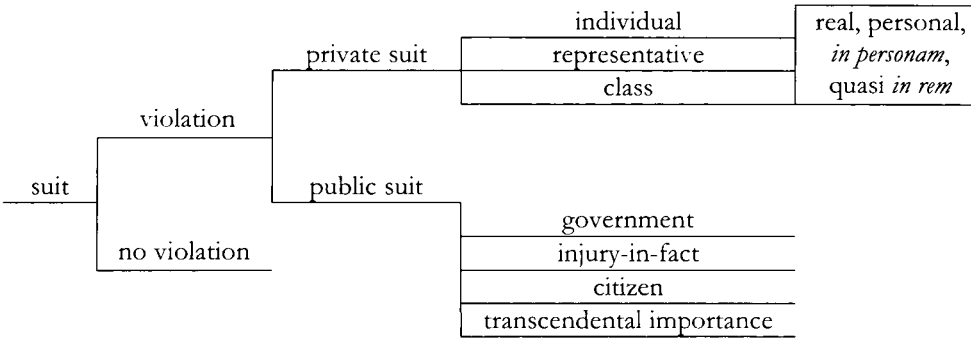 individual
real, personal,
private suit
representative
in personam,
class
quasi in rem
violation
suit
public suit
government
no violation
injury-in-fact
citizen
transcendental importance